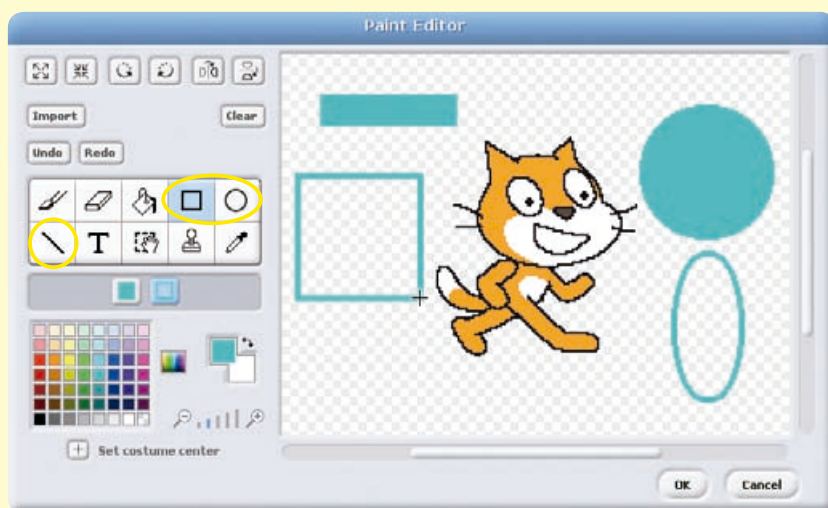 Paint Editor
Import
Clear
Undo
Redo
T
Set costume center
OK
Cancel